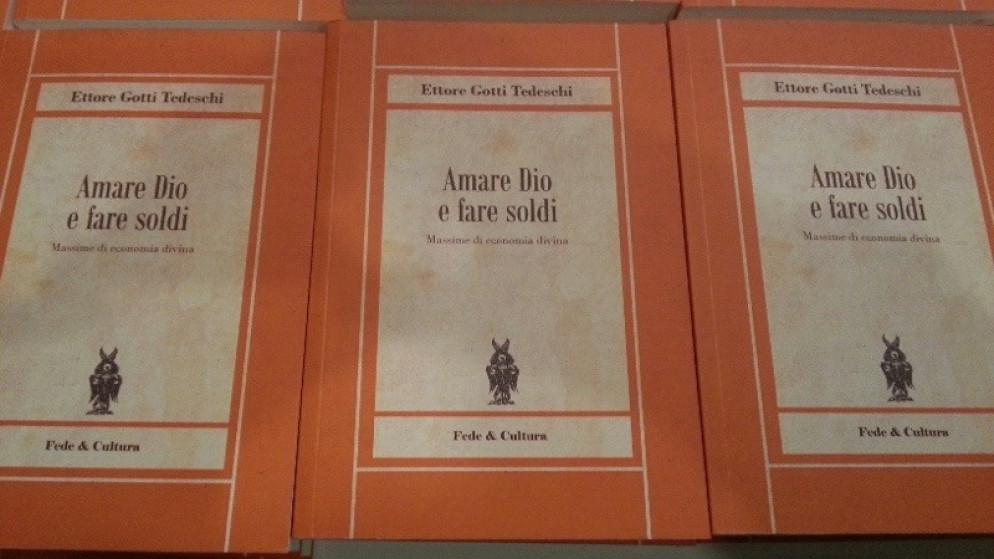 Ettore Gotti Tedeschi
Amare Dio
e fare soldi
Massime di economia divina
Fede & Cultura
Ettore Gotti Tedeschi
Amare Dio
e fare soldi
Massime di economia divina
Fede & Cultura
Ettore Gotti Tedeschi
Amare Dio
e fare soldi
Massime di economia divina
Fede & Cultura